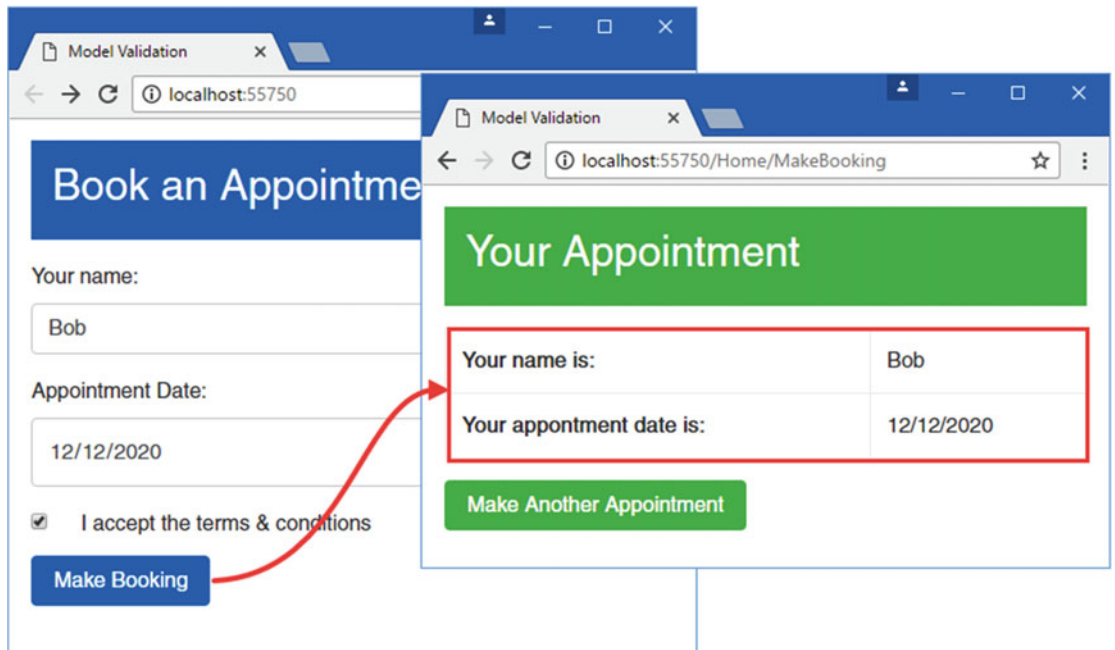 Model Validation
localhost:55750
Book an Appointme
Your name:
Bob
Appointment Date:
12/12/2020
I accept the terms & conditions
Make Booking
Model Validation
localhost:55750/Home/MakeBooking
Your Appointment
Your name is: Bob
Your appontment date is: 12/12/2020
Make Another Appointment